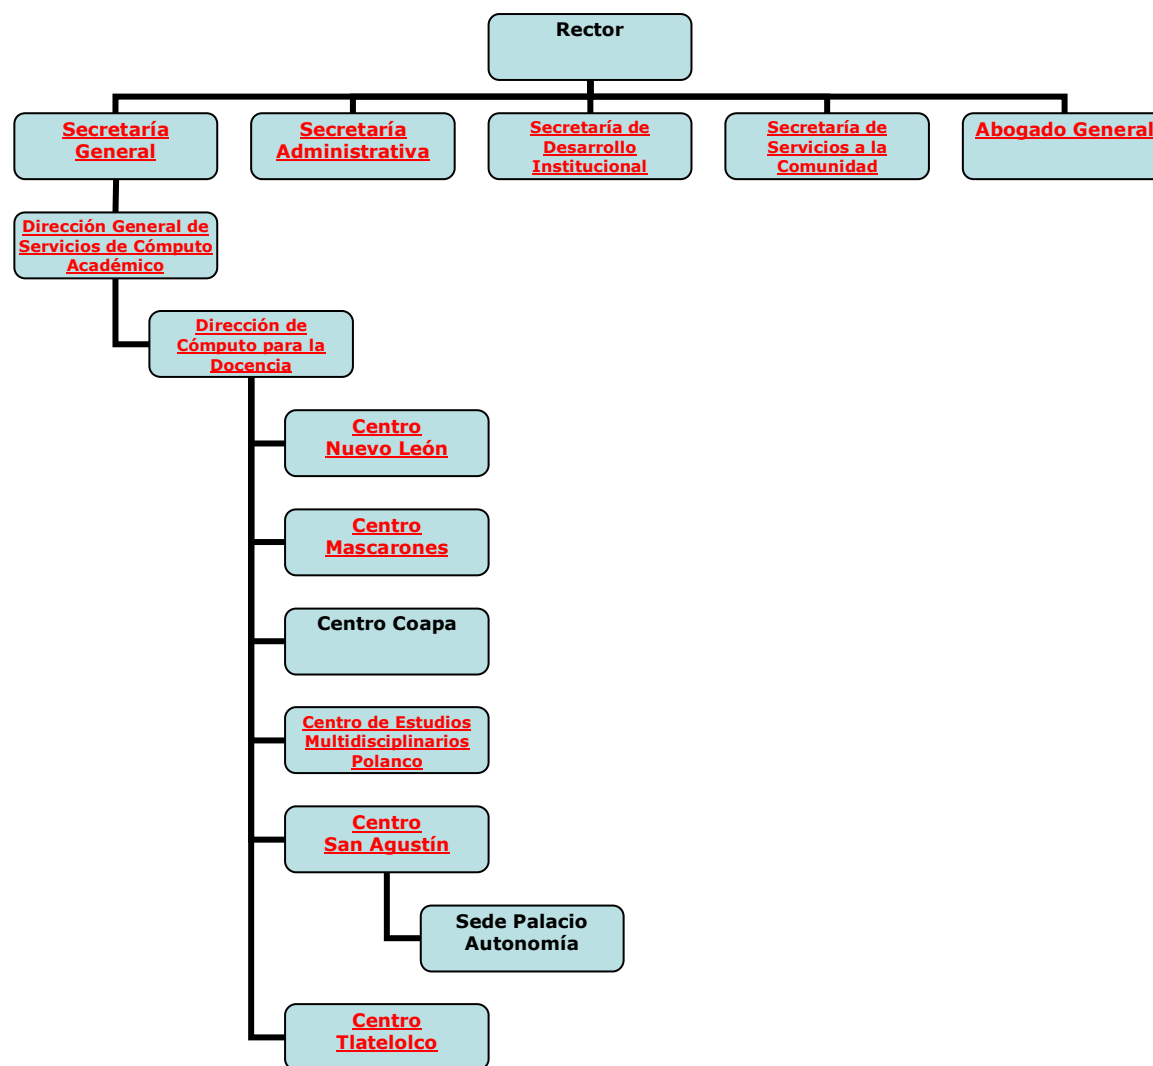 Rector
Secretaría
General
Secretaría
Administrativa
Secretaría de
Desarrollo
Institucional
Secretaría de
Servicios a la
Comunidad
Abogado General
Dirección General de
Servicios de Cómputo
Académico
Dirección de
Cómputo para la
Docencia
Centro
Nuevo León
Centro
Mascarones
Centro Coapa
Centro de Estudios
Multidisciplinarios
Polanco
Centro
San Agustín
Sede Palacio
Autonomía
Centro
Tlatelolco